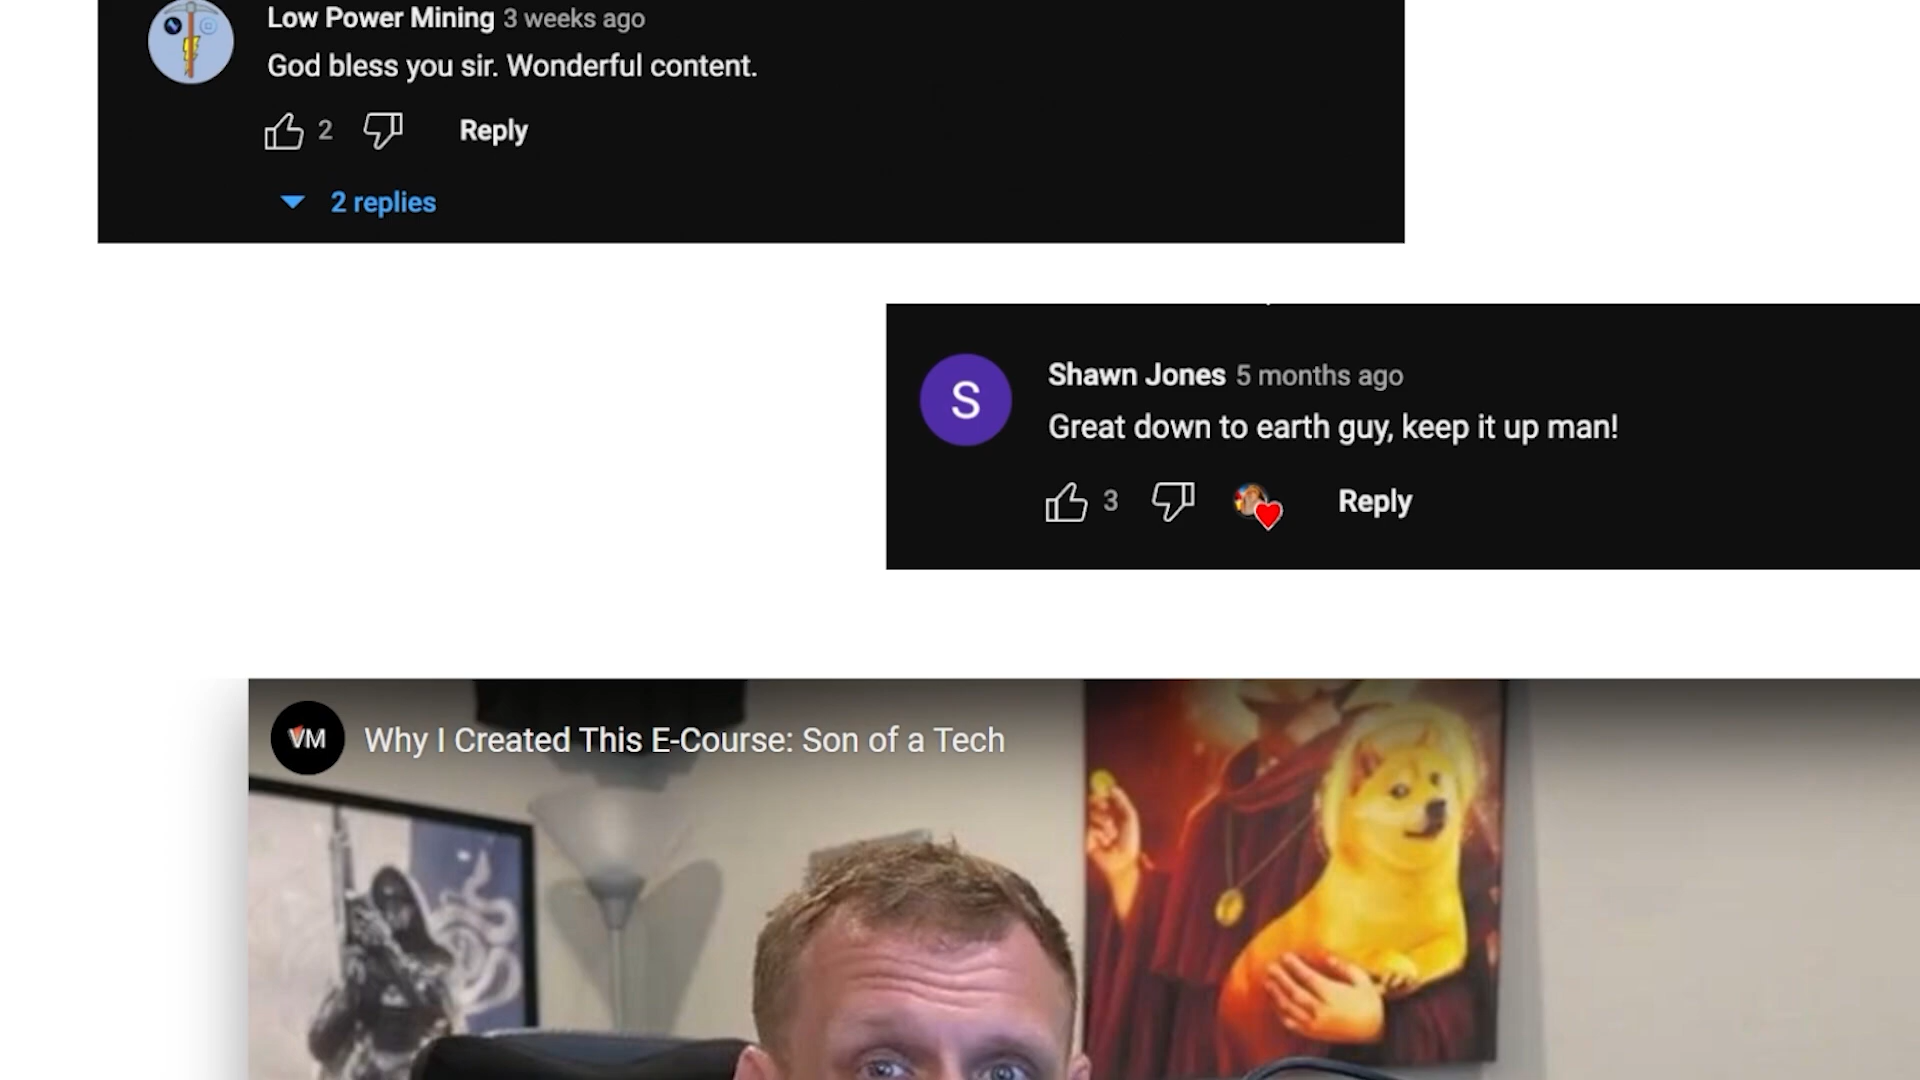 Low Power Mining 3 weeks ago
God bless you sir. Wonderful content.
2 Reply
2 replies
S
Shawn Jones 5 months ago
Great down to earth guy, keep it up man!
3 Reply
VM Why I Created This E-Course: Son of a Tech